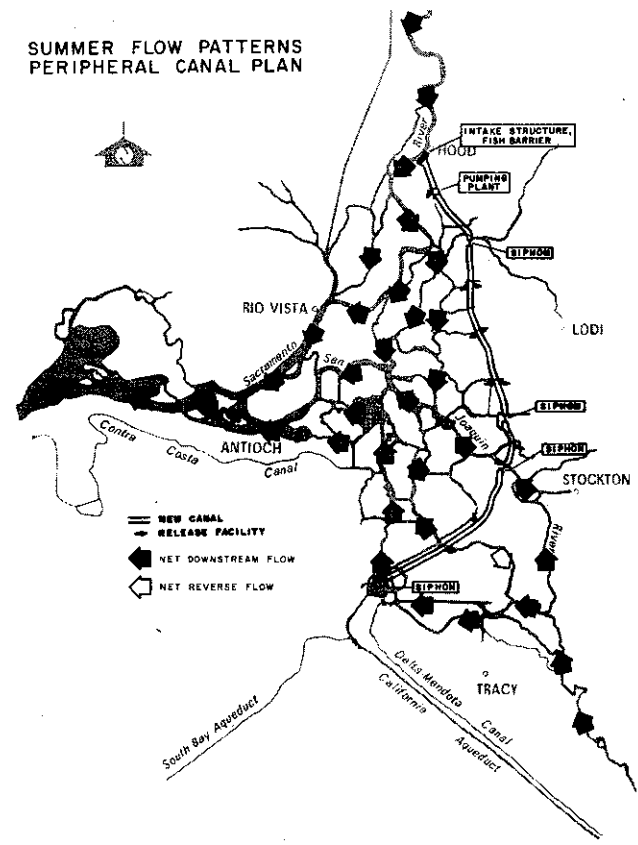 SUMMER FLOW PATTERNS
PERIPHERAL CANAL PLAN
River
INTAKE STRUCTURE,
FISH BARRIER
HOOD
PUMPING
PLANT
SIPHON
RIO VISTA
LODI
Sacramento
San
Joaquin
SIPHON
Contra
Costa
Canal
ANTIOCH
SIPHON
STOCKTON
NEW CANAL
RELEASE FACILITY
NET DOWNSTREAM FLOW
NET REVERSE FLOW
River
SIPHON
TRACY
Delta-Mendota Canal
California Aqueduct
South Bay Aqueduct